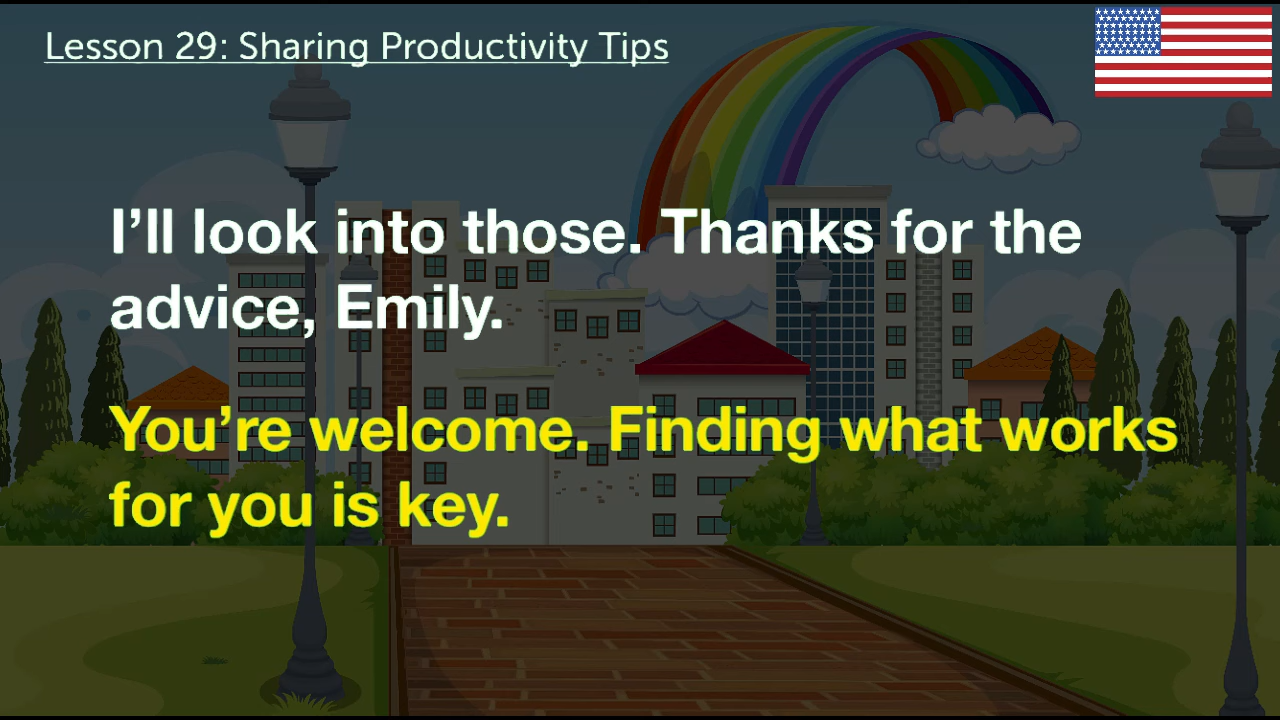 Lesson 29: Sharing Productivity Tips
I’ll look into those. Thanks for the
advice, Emily.
You’re welcome. Finding what works
for you is key.